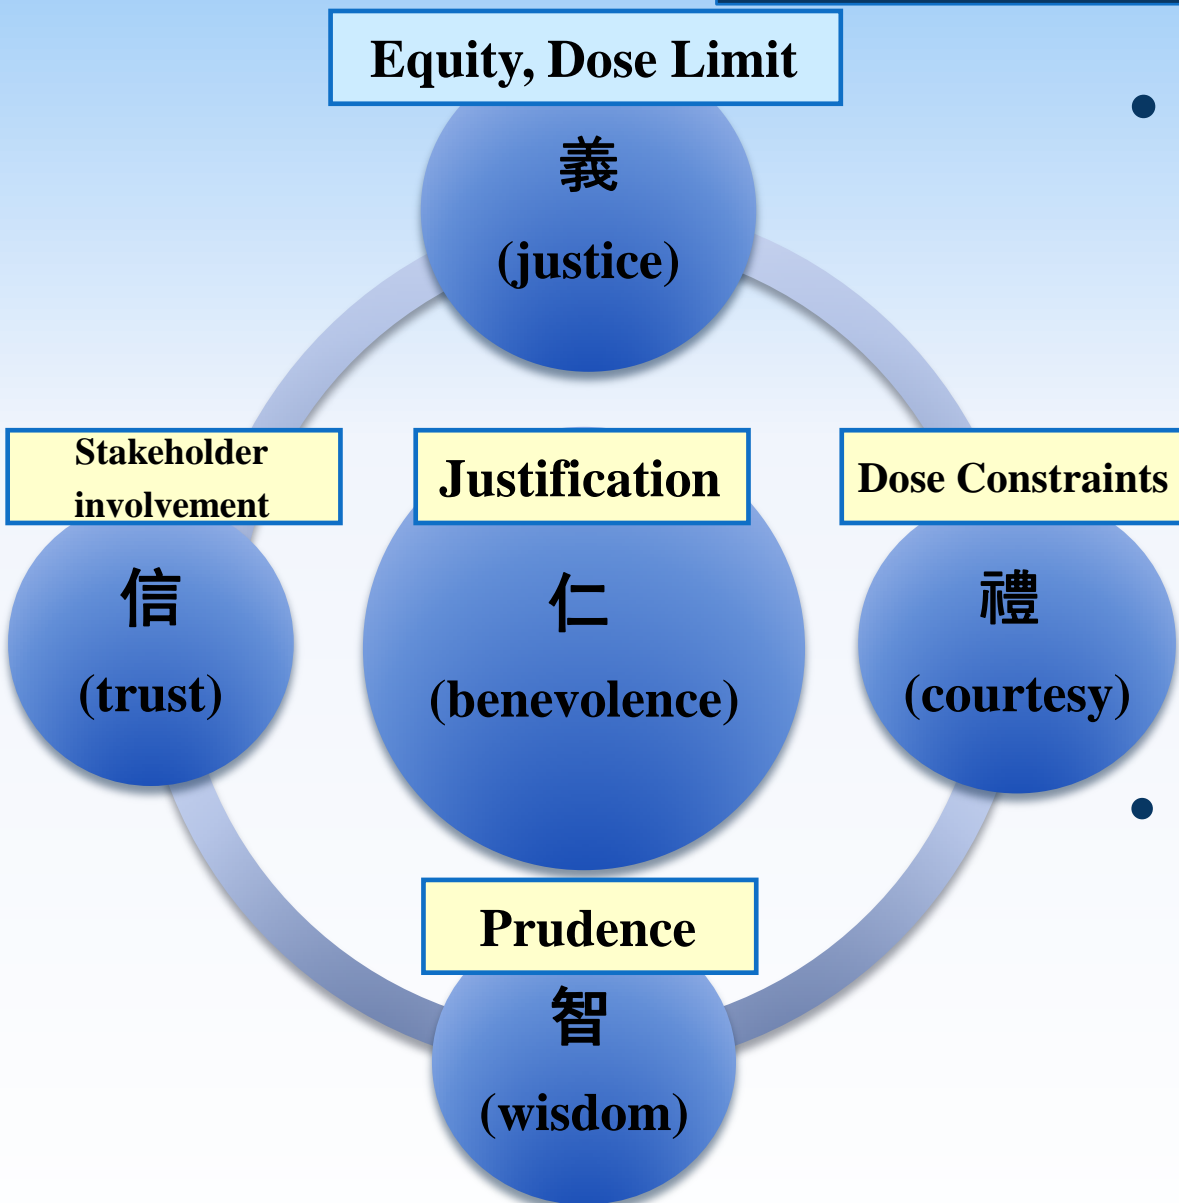 Equity, Dose Limit
義
(justice)
Stakeholder
involvement
信
(trust)
Justification
仁
(benevolence)
Dose Constraints
禮
(courtesy)
Prudence
智
(wisdom)